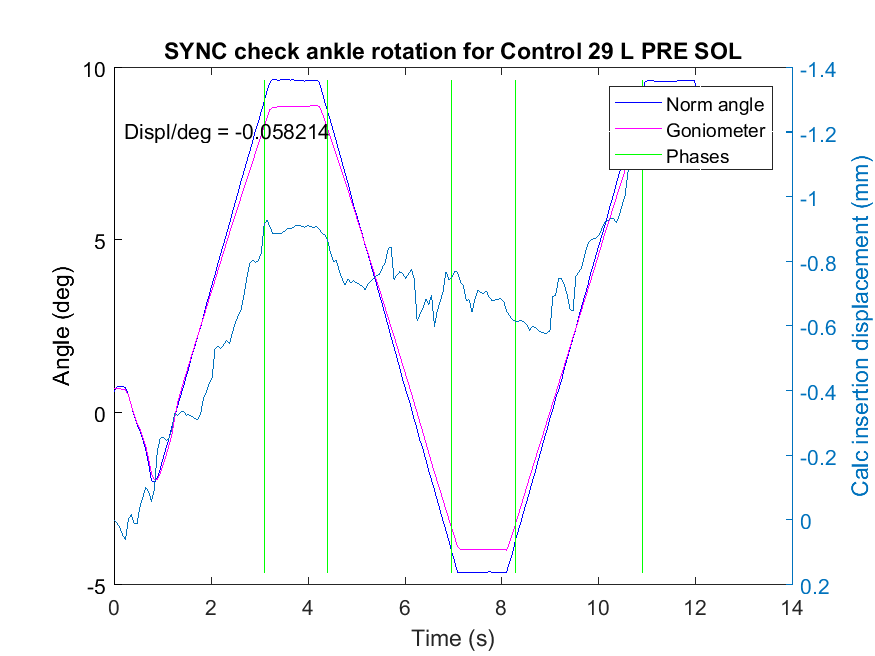 SYNC check ankle rotation for Control 29 L PRE SOL
10
5
0
-5
Angle (deg)
Displ/deg = -0.058214
Norm angle
Goniometer
Phases
-1.4
-1.2
-1
-0.8
-0.6
-0.4
-0.2
0
0.2
Calc insertion displacement (mm)
0 2 4 6 8 10 12 14
Time (s)